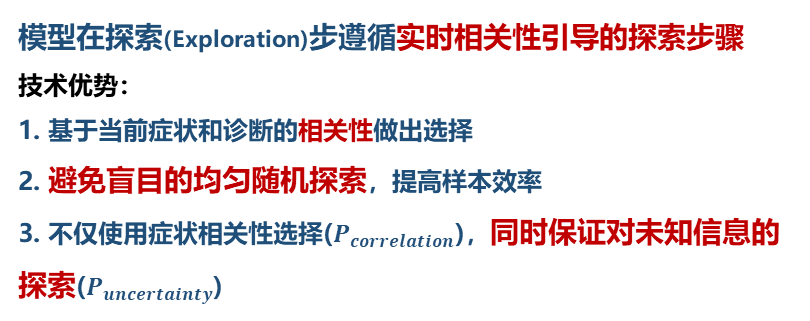 模型在探索(Exploration)步遵循实时相关性引导的探索步骤
技术优势：
1. 基于当前症状和诊断的相关性做出选择
2. 避免盲目的均匀随机探索，提高样本效率
3. 不仅使用症状相关性选择(P_correlation)，同时保证对未知信息的
探索(P_uncertainty)